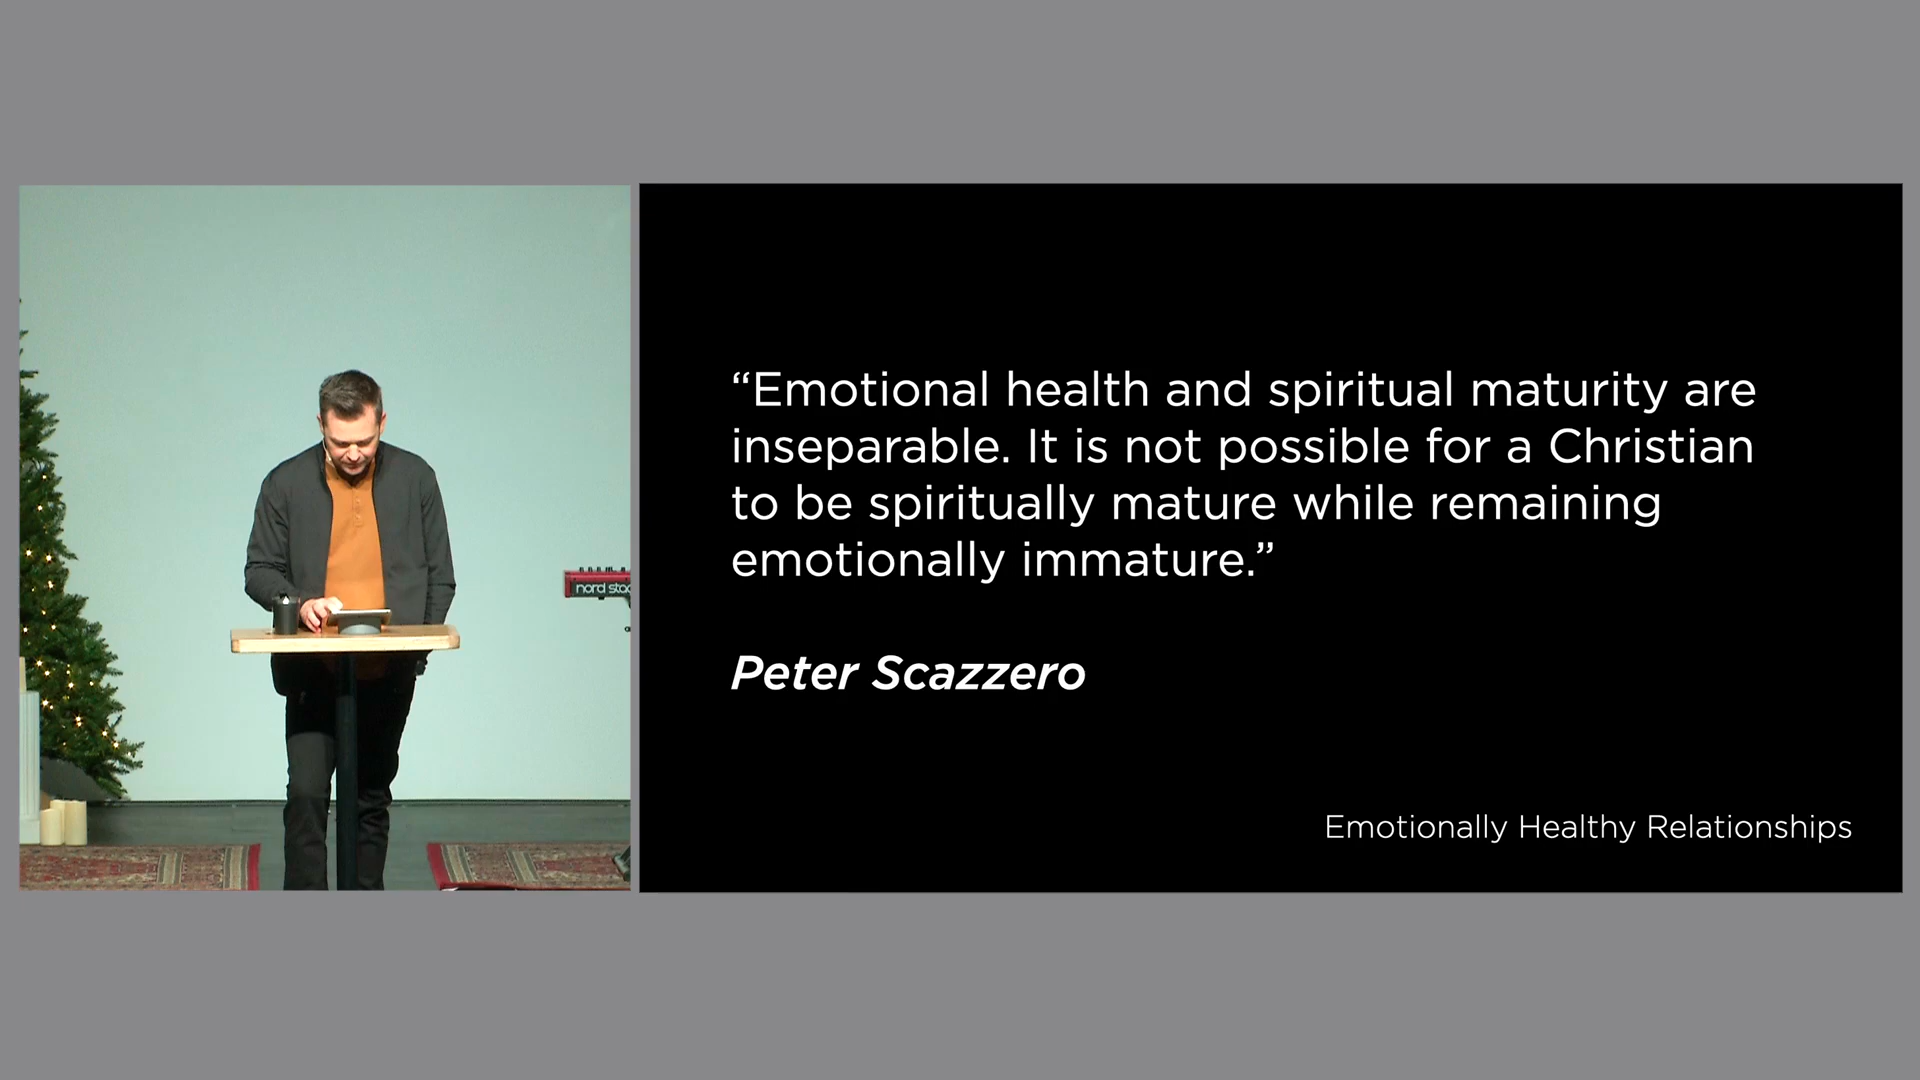 “Emotional health and spiritual maturity are
inseparable. It is not possible for a Christian
to be spiritually mature while remaining
emotionally immature.”
Peter Scazzero
Emotionally Healthy Relationships
nord